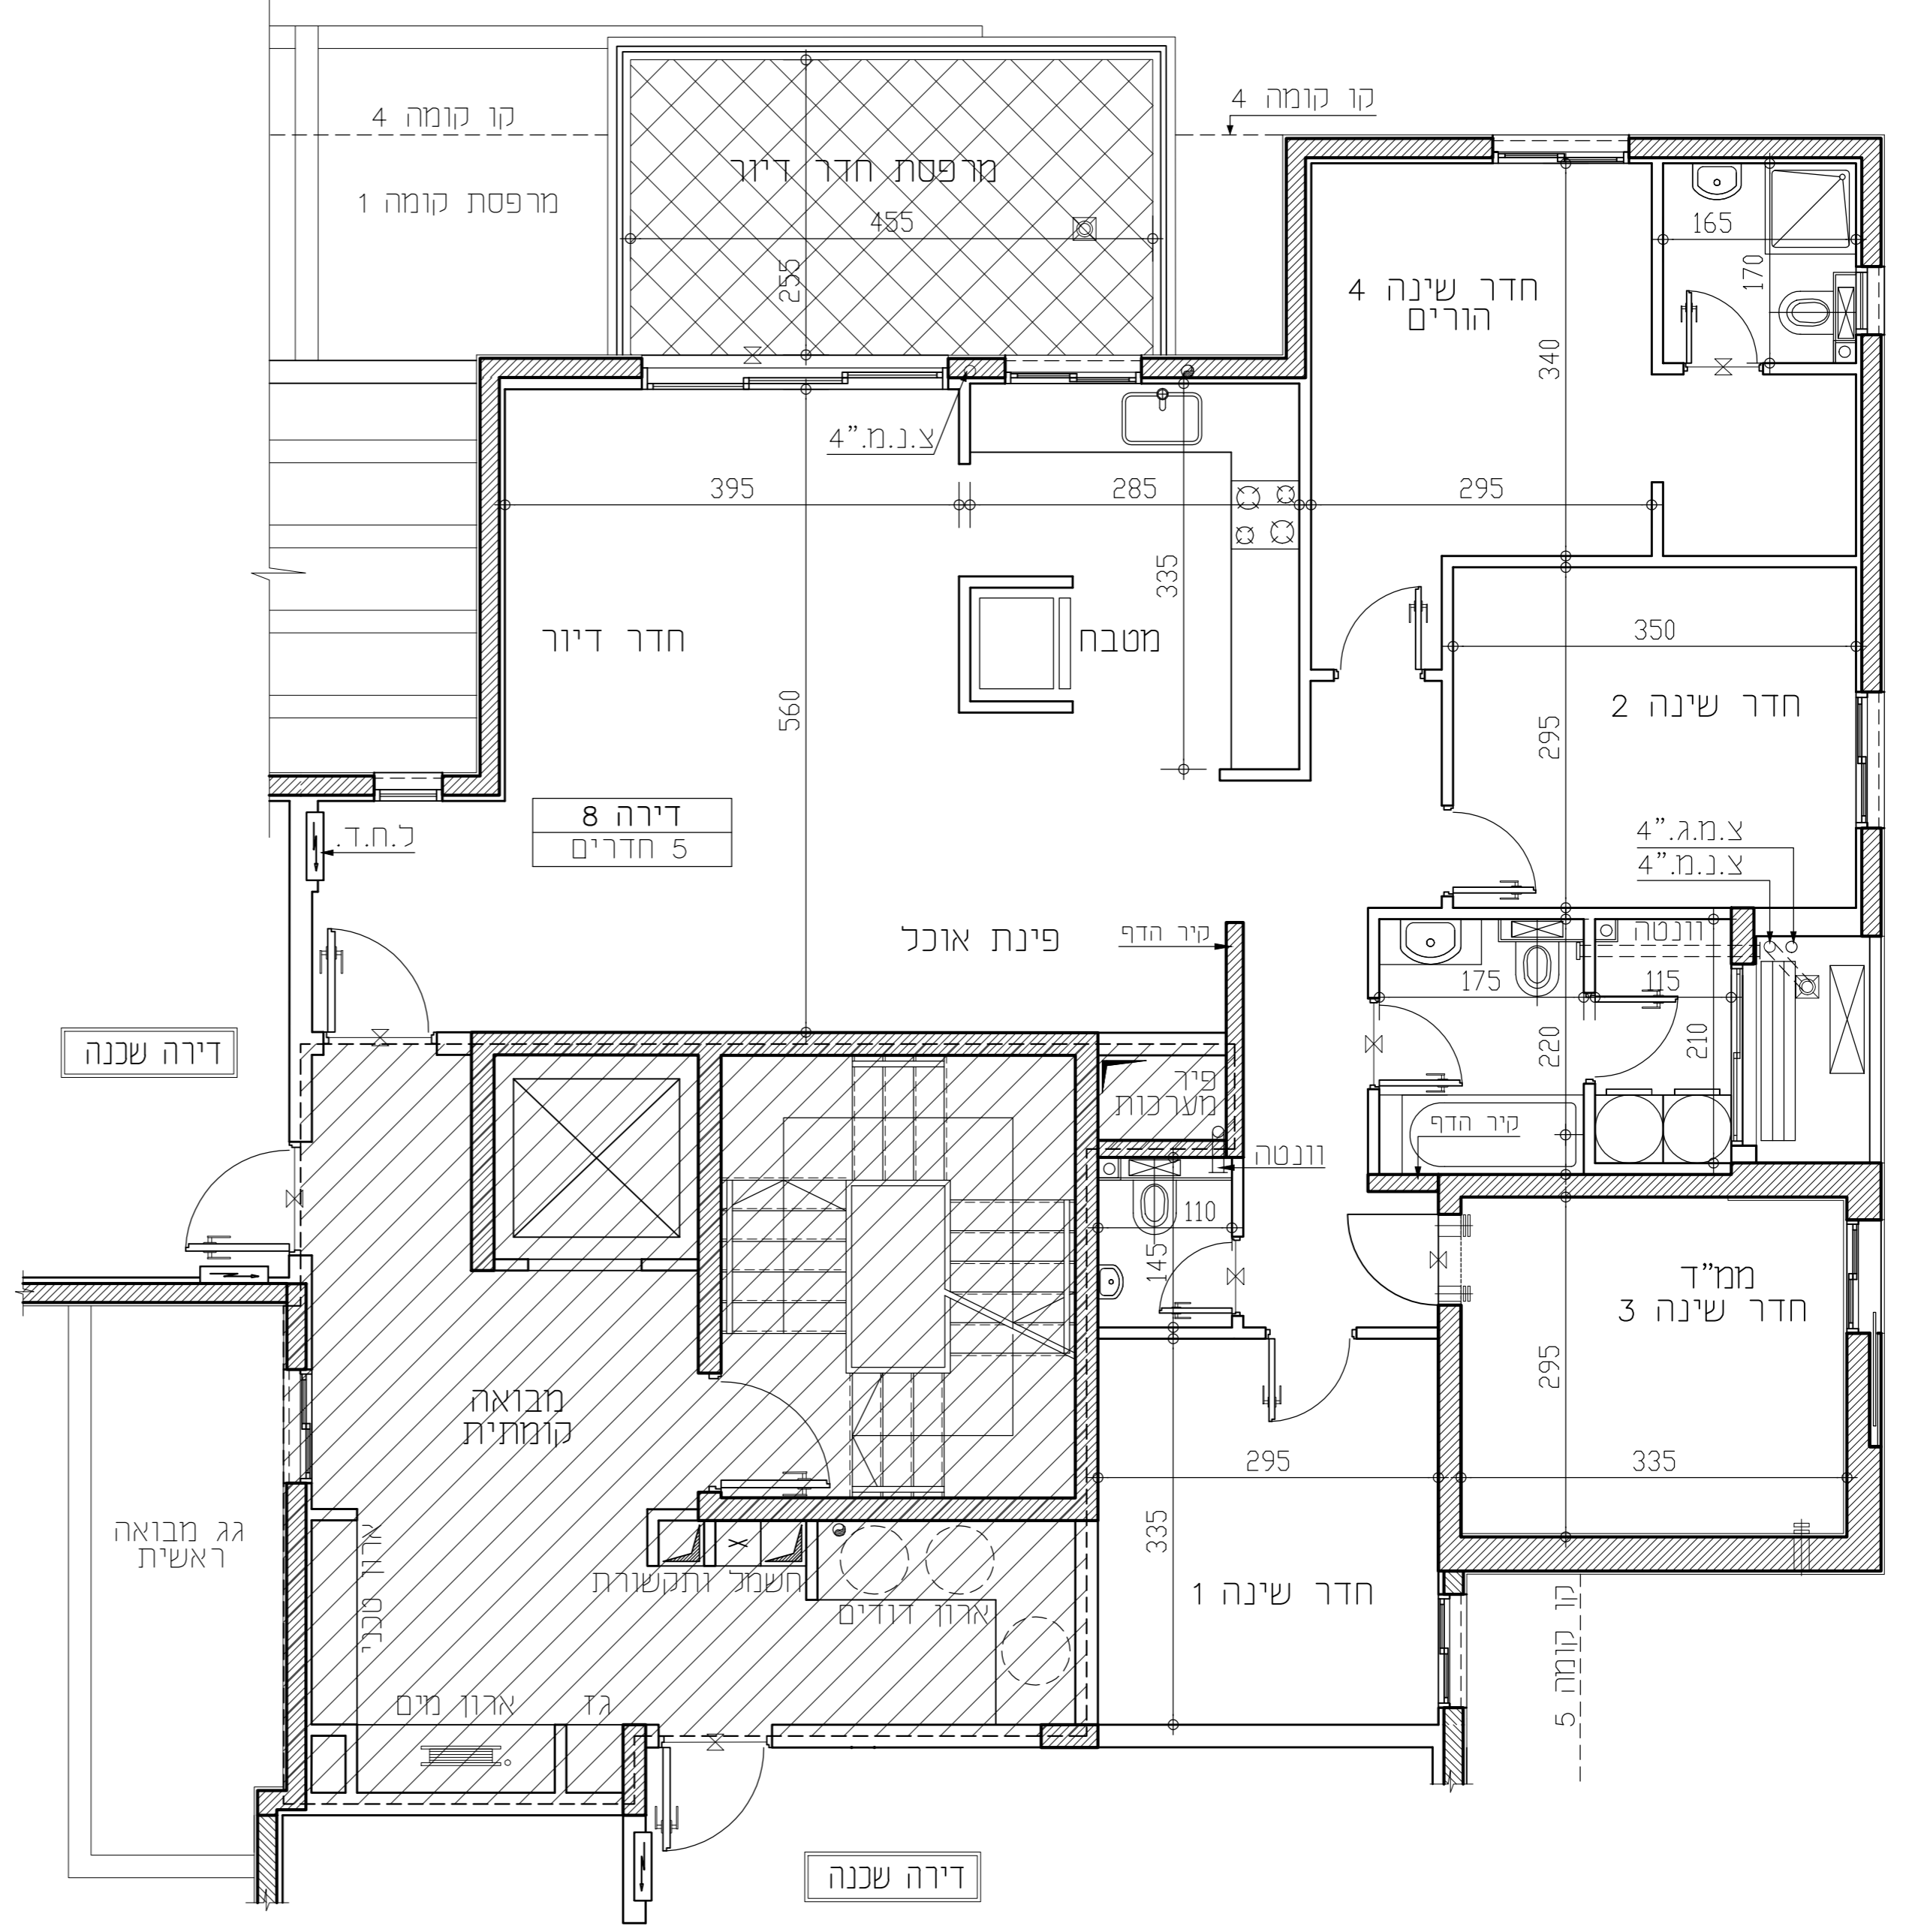 קו קומה 4
קו קומה 4
מרפסת חדר דיור
מרפסת קומה 1
455
255
165
170
חדר שינה 4
הורים
340
צ.נ.מ.”4
395
285
295
335
350
חדר דיור
מטבח
560
295
חדר שינה 2
דירה 8
5 חדרים
ל.ח.ד.
צ.מ.ג.”4
צ.נ.מ.”4
פינת אוכל
קיר הדף
וונטה
175
115
220
210
דירה שכנה
פיר
מערכות
קיר הדף
וונטה
110
145
ממ”ד
חדר שינה 3
295
335
מבואה
קומתית
295
335
גג מבואה
ראשית
ארון טכני
חשמל ותקשורת
ארון דודים
חדר שינה 1
קו קומה 5
ארון מים
גז
דירה שכנה